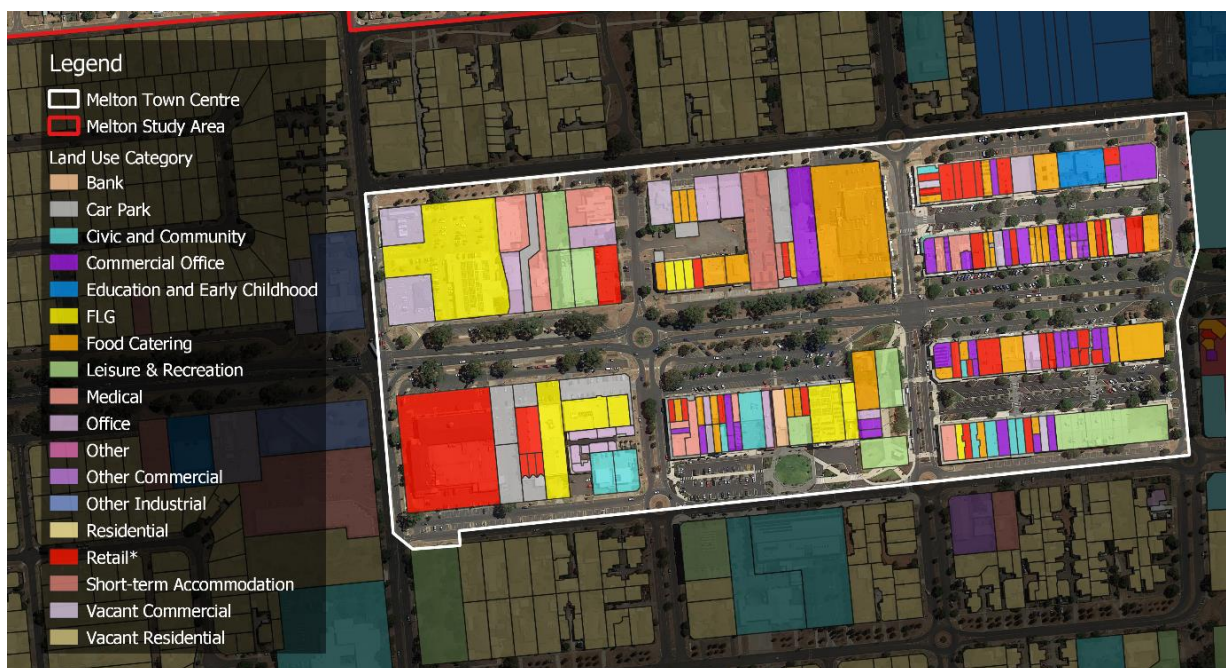 Legend
Melton Town Centre
Melton Study Area
Land Use Category
Bank
Car Park
Civic and Community
Commercial Office
Education and Early Childhood
FLG
Food Catering
Leisure & Recreation
Medical
Office
Other
Other Commercial
Other Industrial
Residential
Retail*
Short-term Accommodation
Vacant Commercial
Vacant Residential